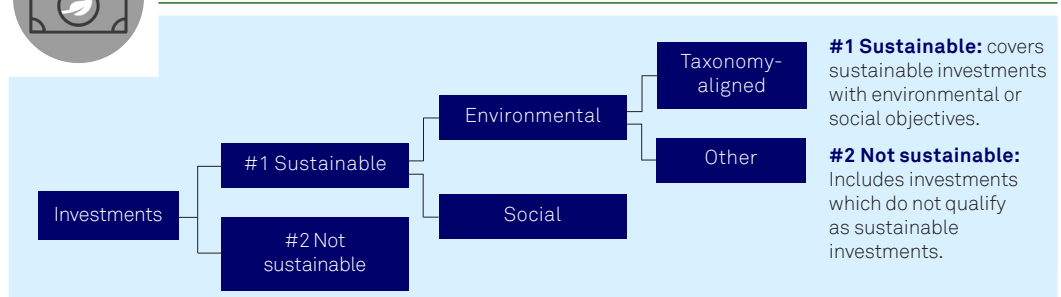 Investments
#1 Sustainable
#2 Not
sustainable
Environmental
Social
Taxonomy-
aligned
Other
#1 Sustainable: covers
sustainable investments
with environmental or
social objectives.
#2 Not sustainable:
Includes investments
which do not qualify
as sustainable
investments.